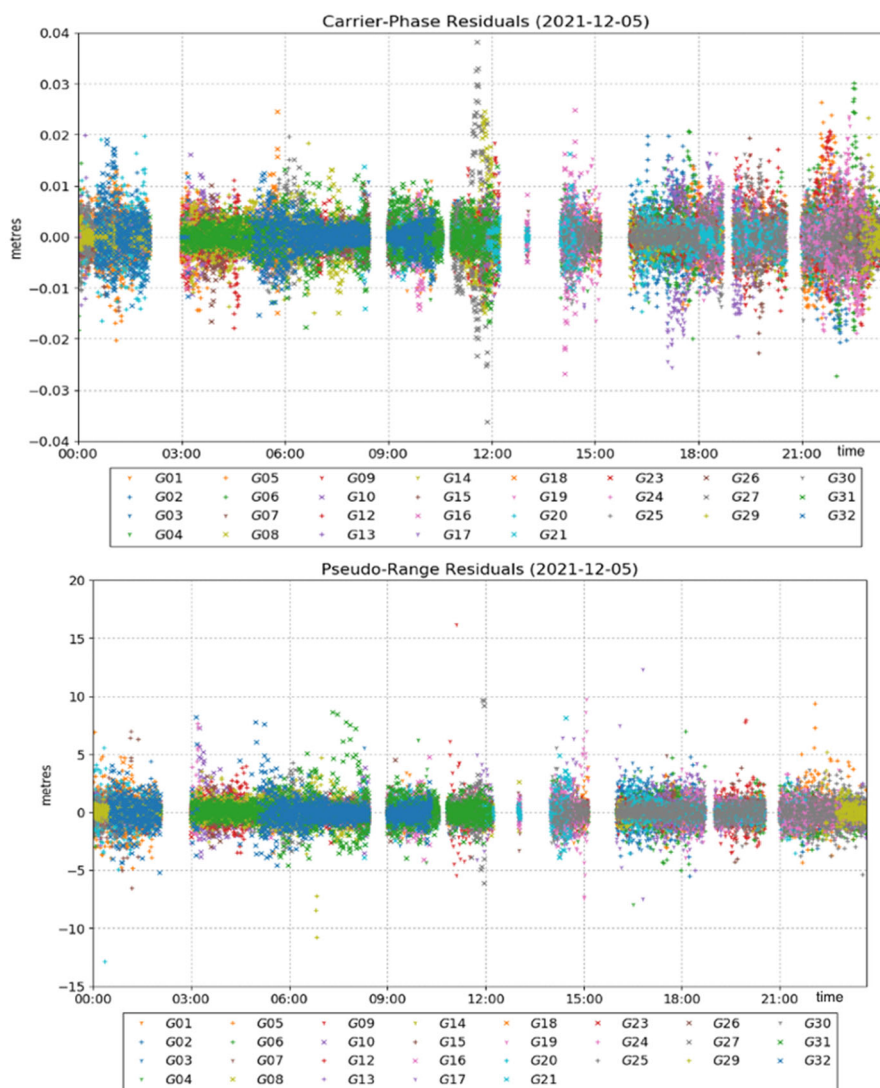 Carrier-Phase Residuals (2021-12-05)
0.04
0.03
0.02
0.01
0.00
−0.01
−0.02
−0.03
−0.04
metres
00:00 03:00 06:00 09:00 12:00 15:00 18:00 21:00 time
G01 G05 G09 G14 G18 G23 G26 G30
G02 G06 G10 G15 G19 G24 G27 G31
G03 G07 G12 G16 G20 G25 G29 G32
G04 G08 G13 G17 G21
Pseudo-Range Residuals (2021-12-05)
20
15
10
5
0
−5
−10
−15
metres
00:00 03:00 06:00 09:00 12:00 15:00 18:00 21:00 time
G01 G05 G09 G14 G18 G23 G26 G30
G02 G06 G10 G15 G19 G24 G27 G31
G03 G07 G12 G16 G20 G25 G29 G32
G04 G08 G13 G17 G21